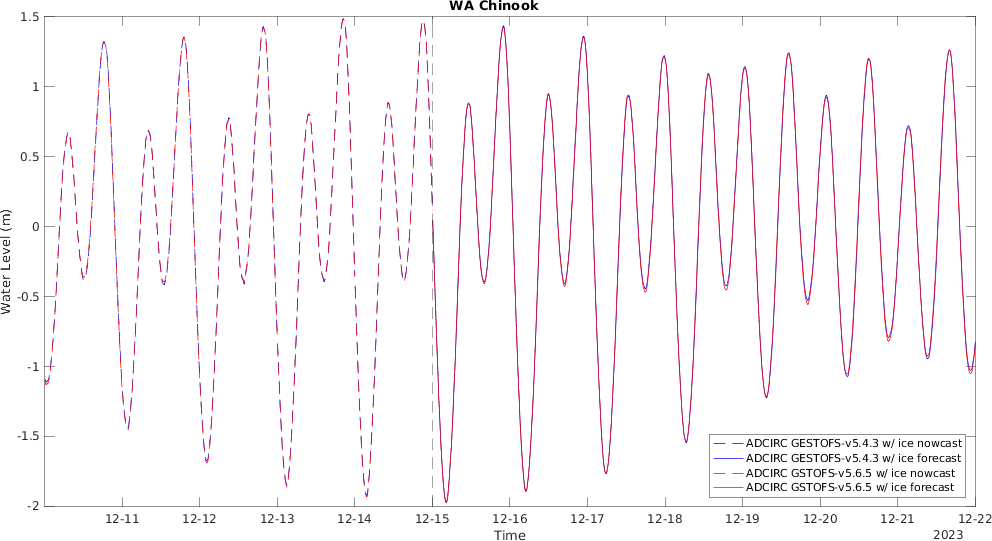 WA Chinook
1.5
1
0.5
0
-0.5
-1
-1.5
-2
Water Level (m)
ADCIRC GESTOFS-v5.4.3 w/ ice nowcast
ADCIRC GESTOFS-v5.4.3 w/ ice forecast
ADCIRC GSTOFS-v5.6.5 w/ ice nowcast
ADCIRC GSTOFS-v5.6.5 w/ ice forecast
12-11 12-12 12-13 12-14 12-15 12-16 12-17 12-18 12-19 12-20 12-21 12-22
Time
2023